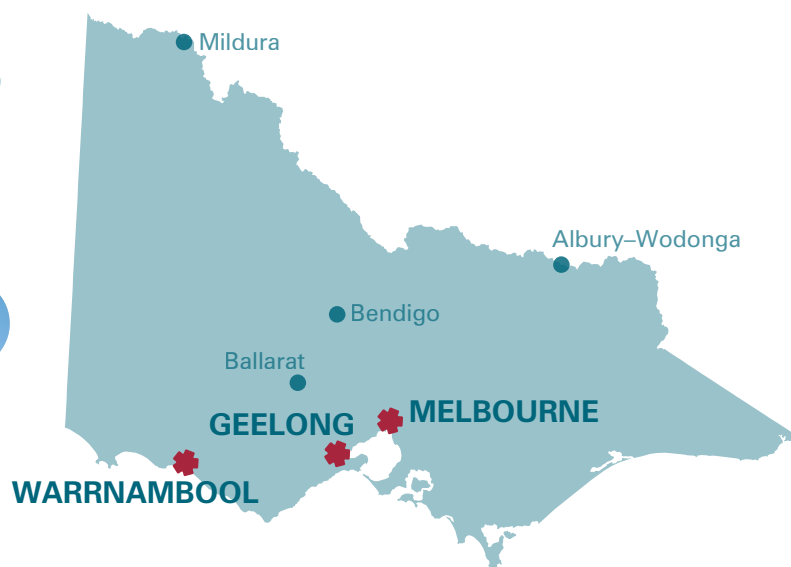 Mildura
Albury–Wodonga
Bendigo
Ballarat
GEELONG
MELBOURNE
WARRNAMBOOL